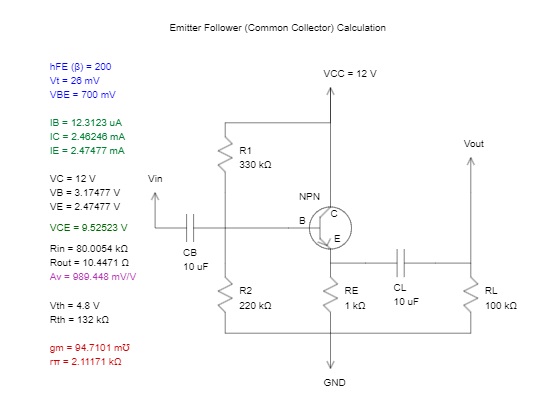 Emitter Follower (Common Collector) Calculation
hFE (β) = 200
Vt = 26 mV
VBE = 700 mV
IB = 12.3123 uA
IC = 2.46246 mA
IE = 2.47477 mA
VC = 12 V
VB = 3.17477 V
VE = 2.47477 V
VCE = 9.52523 V
Rin = 80.0054 kΩ
Rout = 10.4471 Ω
Av = 989.448 mV/V
Vth = 4.8 V
Rth = 132 kΩ
gm = 94.7101 m℧
rπ = 2.11171 kΩ
VCC = 12 V
R1
330 kΩ
Vin
NPN
B
C
E
Vout
CB
10 uF
R2
220 kΩ
RE
1 kΩ
CL
10 uF
RL
100 kΩ
GND